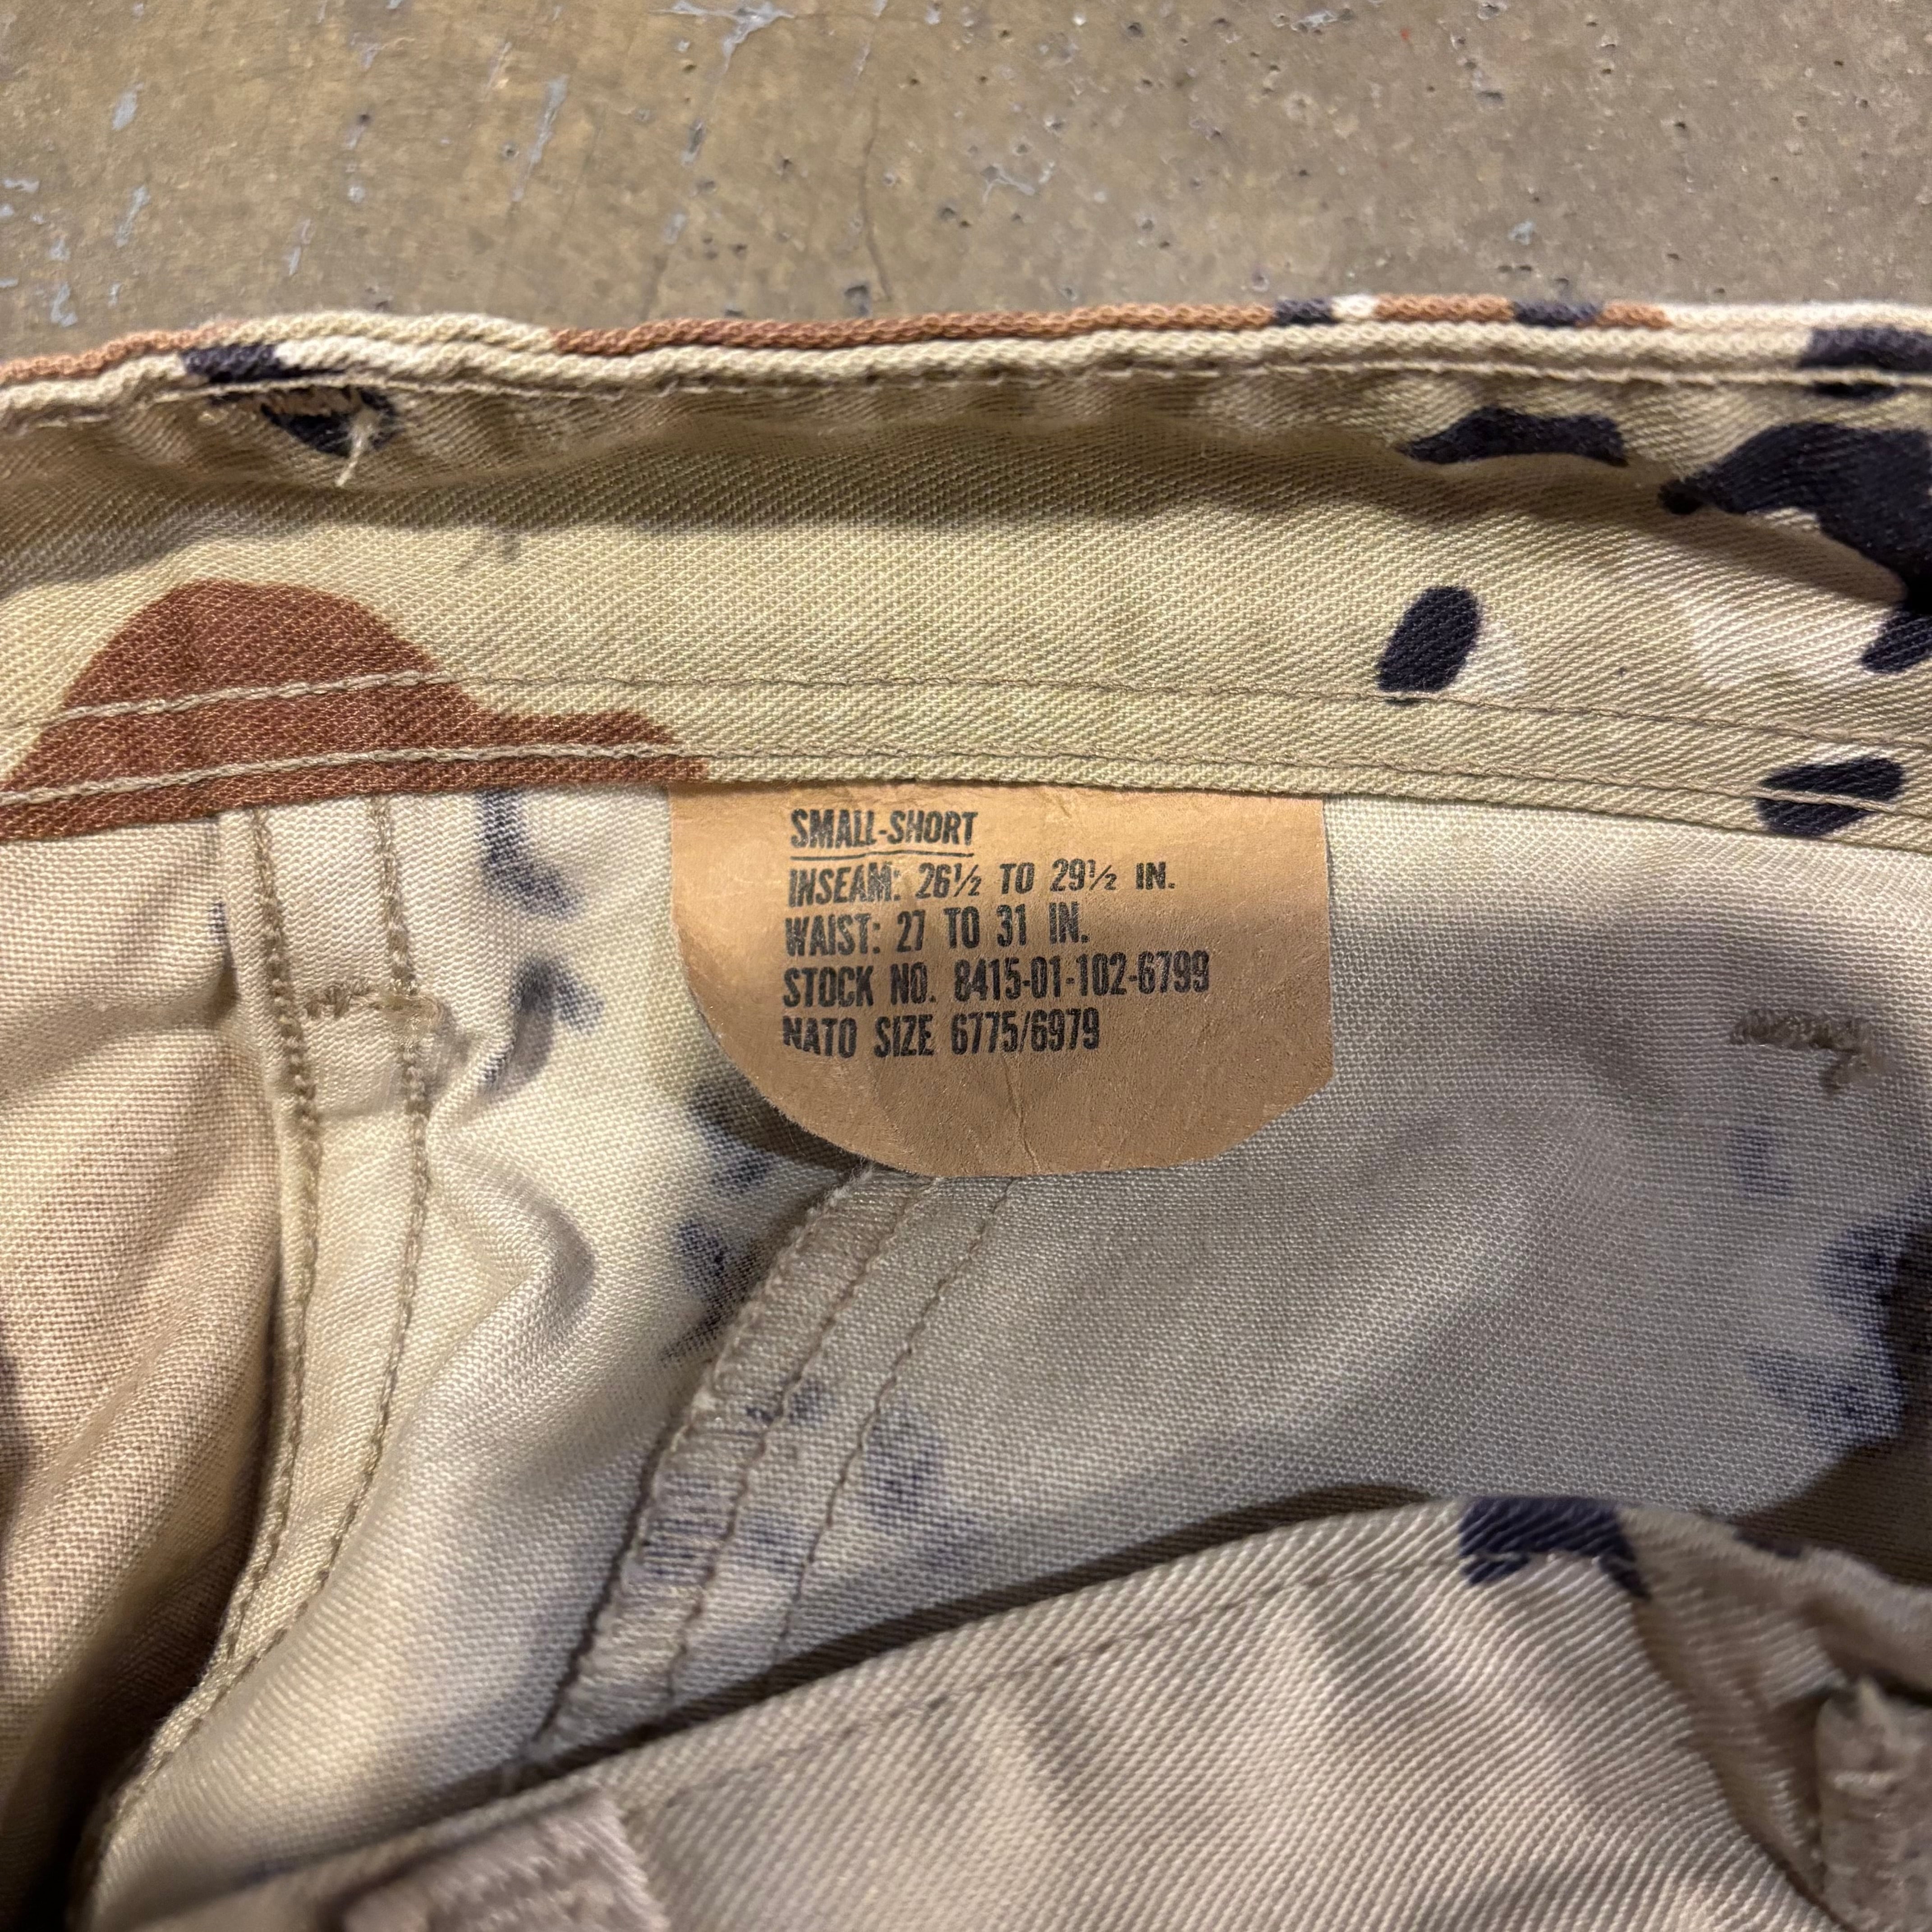 SMALL-SHORT
INSEAM: 26½ TO 29½ IN.
WAIST: 27 TO 31 IN.
STOCK NO. 8415-01-102-6799
NATO SIZE 6775/6979